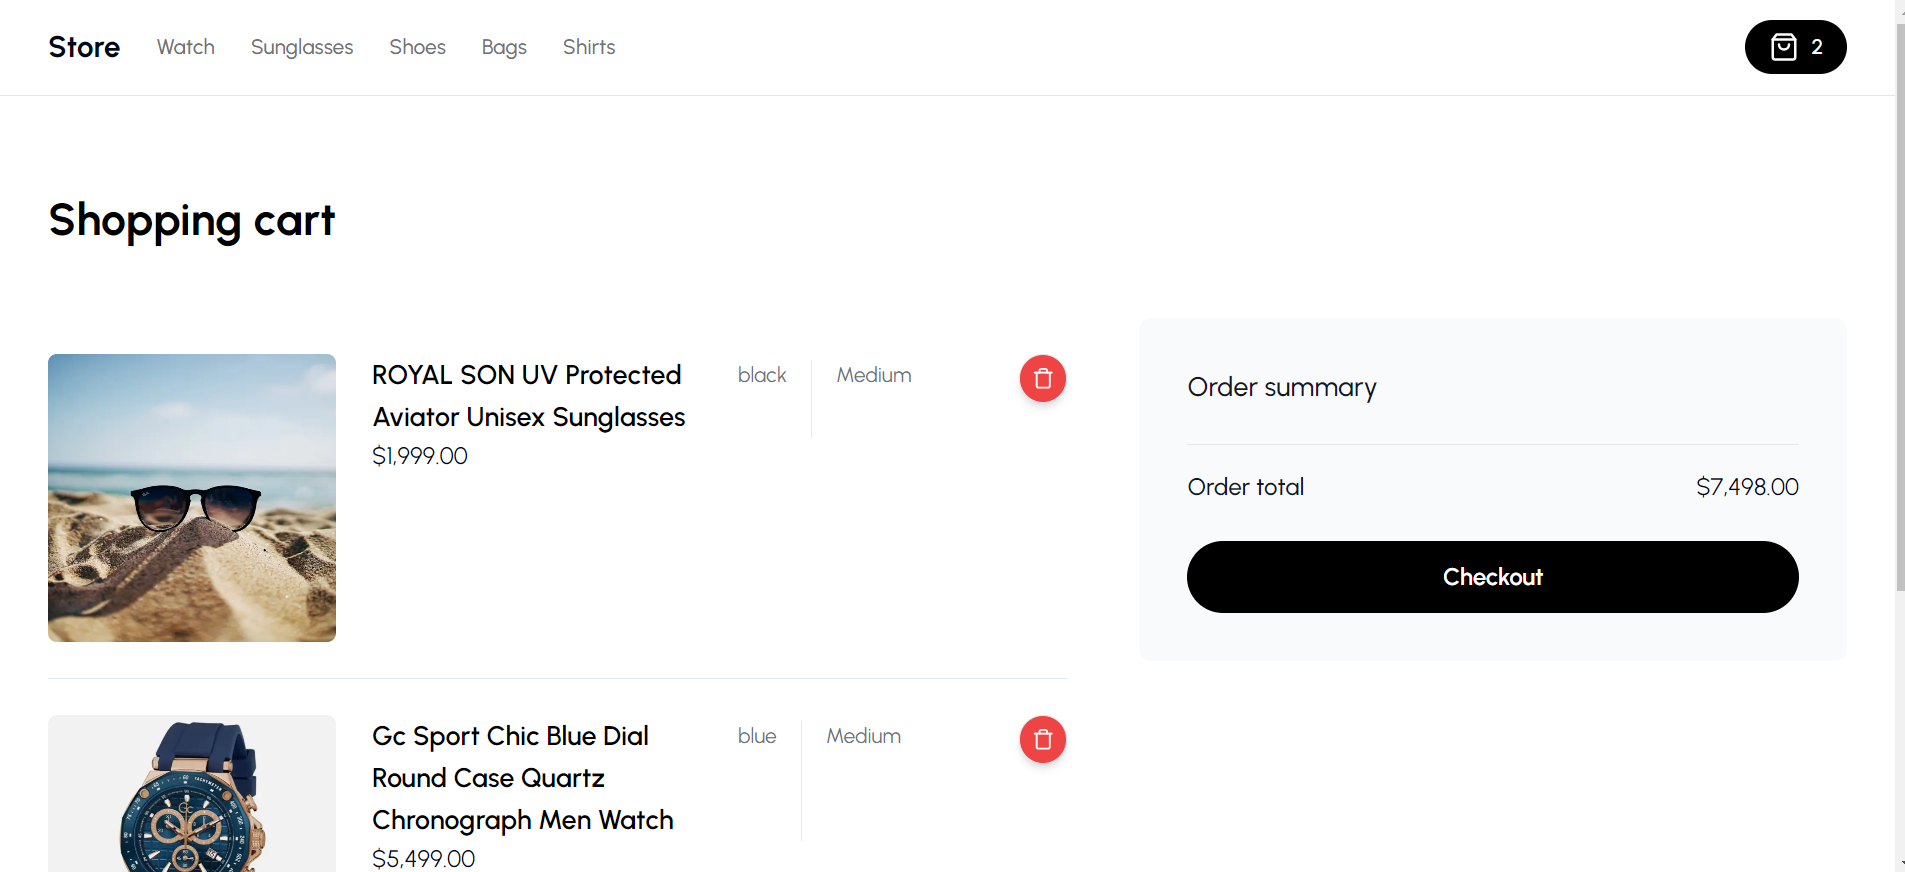 Store
Watch
Sunglasses
Shoes
Bags
Shirts
2
Shopping cart
ROYAL SON UV Protected
Aviator Unisex Sunglasses
$1,999.00
black
Medium
Gc Sport Chic Blue Dial
Round Case Quartz
Chronograph Men Watch
$5,499.00
blue
Medium
Order summary
Order total
$7,498.00
Checkout